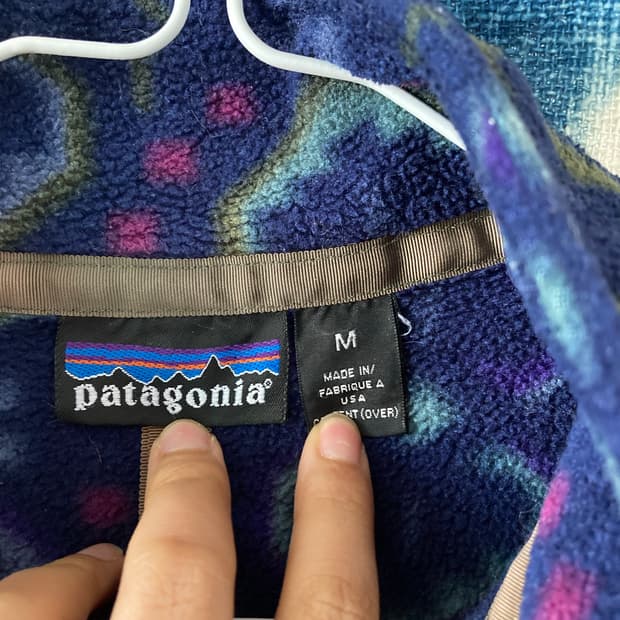 patagonia®
M
MADE IN/
FABRIQUE A
USA
(OVER)